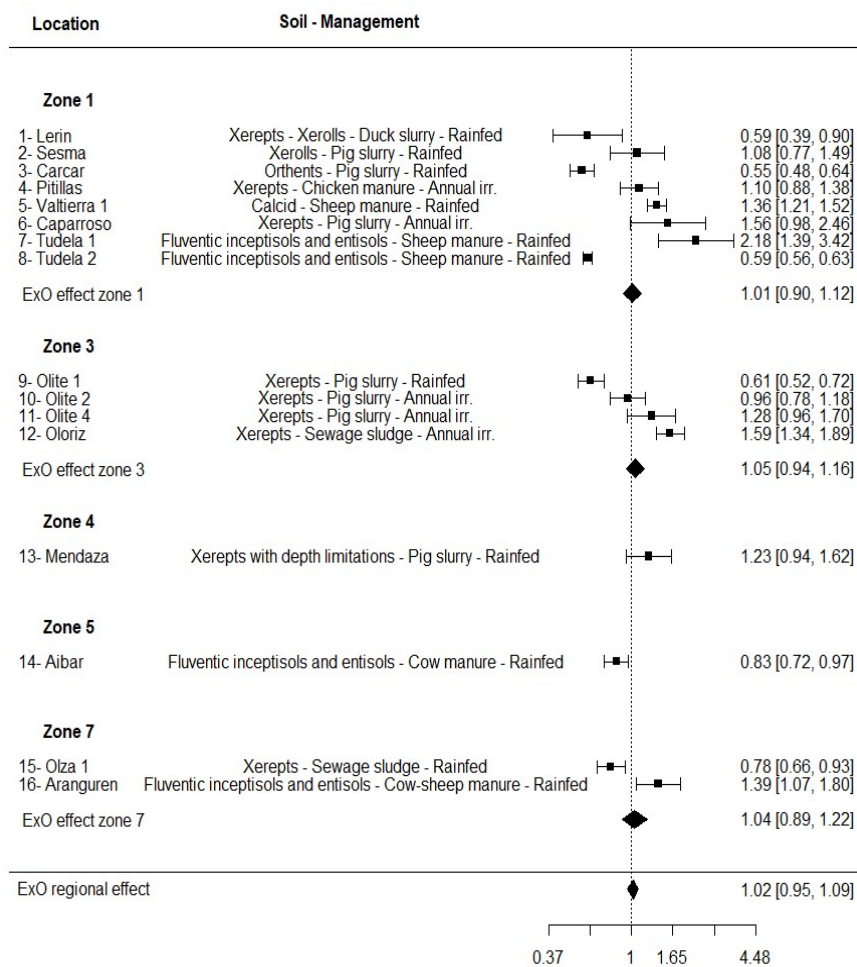 Location Soil - Management
Zone 1
1- Lerin Xerepts - Xerolls - Duck slurry - Rainfed 0.59 [0.39, 0.90]
2- Sesma Xerolls - Pig slurry - Rainfed 1.08 [0.77, 1.49]
3- Carcar Orthents - Pig slurry - Rainfed 0.55 [0.48, 0.64]
4- Pitillas Xerepts - Chicken manure - Annual irr. 1.10 [0.88, 1.38]
5- Valtierra 1 Calcid - Sheep manure - Rainfed 1.36 [1.21, 1.52]
6- Caparroso Xerepts - Pig slurry - Annual irr. 1.56 [0.98, 2.46]
7- Tudela 1 Fluventic inceptisols and entisols - Sheep manure - Rainfed 2.18 [1.39, 3.42]
8- Tudela 2 Fluventic inceptisols and entisols - Sheep manure - Rainfed 0.59 [0.56, 0.63]
ExO effect zone 1 1.01 [0.90, 1.12]
Zone 3
9- Olite 1 Xerepts - Pig slurry - Rainfed 0.61 [0.52, 0.72]
10- Olite 2 Xerepts - Pig slurry - Annual irr. 0.96 [0.78, 1.18]
11- Olite 4 Xerepts - Pig slurry - Annual irr. 1.28 [0.96, 1.70]
12- Oloriz Xerepts - Sewage sludge - Annual irr. 1.59 [1.34, 1.89]
ExO effect zone 3 1.05 [0.94, 1.16]
Zone 4
13- Mendaza Xerepts with depth limitations - Pig slurry - Rainfed 1.23 [0.94, 1.62]
Zone 5
14- Aibar Fluventic inceptisols and entisols - Cow manure - Rainfed 0.83 [0.72, 0.97]
Zone 7
15- Olza 1 Xerepts - Sewage sludge - Rainfed 0.78 [0.66, 0.93]
16- Aranguren Fluventic inceptisols and entisols - Cow-sheep manure - Rainfed 1.39 [1.07, 1.80]
ExO effect zone 7 1.04 [0.89, 1.22]
ExO regional effect 1.02 [0.95, 1.09]
0.37 1 1.65 4.48